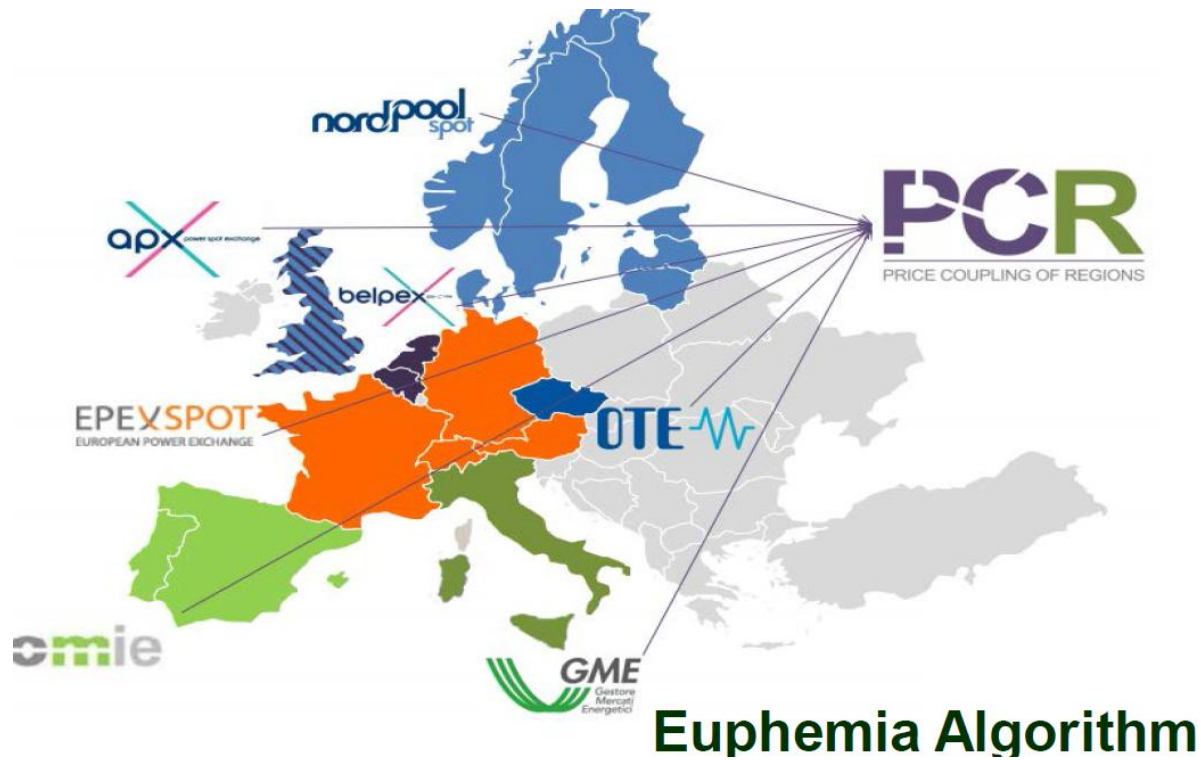 nordpool
spot
apx power spot exchange
belpex
PCR
PRICE COUPLING OF REGIONS
EPEXSPOT
EUROPEAN POWER EXCHANGE
OTE
omie
GME
Gestore
Mercati
Energetici
Euphemia Algorithm